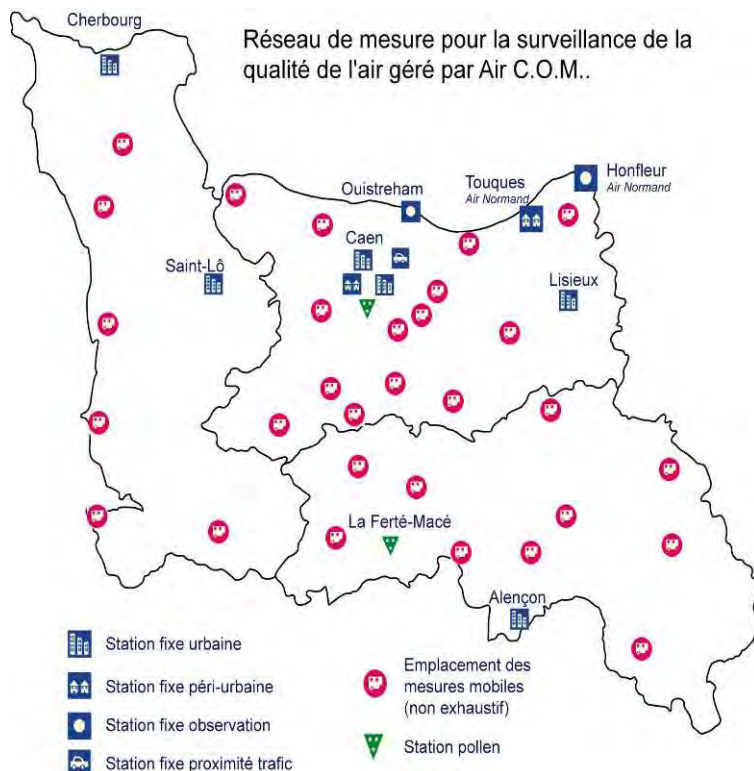 Cherbourg
Réseau de mesure pour la surveillance de la
qualité de l'air géré par Air C.O.M..
Honfleur
Air Normand
Touques
Air Normand
Ouistreham
Caen
Saint-Lô
Lisieux
La Ferté-Macé
Alençon
Station fixe urbaine
Station fixe péri-urbaine
Station fixe observation
Station fixe proximité trafic
Emplacement des
mesures mobiles
(non exhaustif)
Station pollen